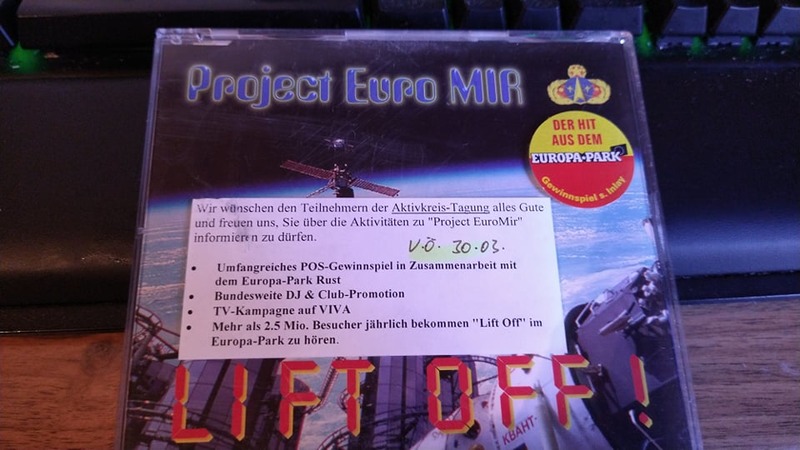 Project Euro MIR
DER HIT
AUS DEM
EUROPA★PARK
Gewinnspiel s. Inlay
Wir wünschen den Teilnehmern der Aktivkreis-Tagung alles Gute
und freuen uns, Sie über die Aktivitäten zu "Project EuroMir"
informieren zu dürfen.
V.Ö. 30.03.
• Umfangreiches POS-Gewinnspiel in Zusammenarbeit mit
dem Europa-Park Rust
• Bundesweite DJ & Club-Promotion
• TV-Kampagne auf VIVA
• Mehr als 2.5 Mio. Besucher jährlich bekommen "Lift Off" im
Europa-Park zu hören.
LIFT OFF !
КВАНТ-